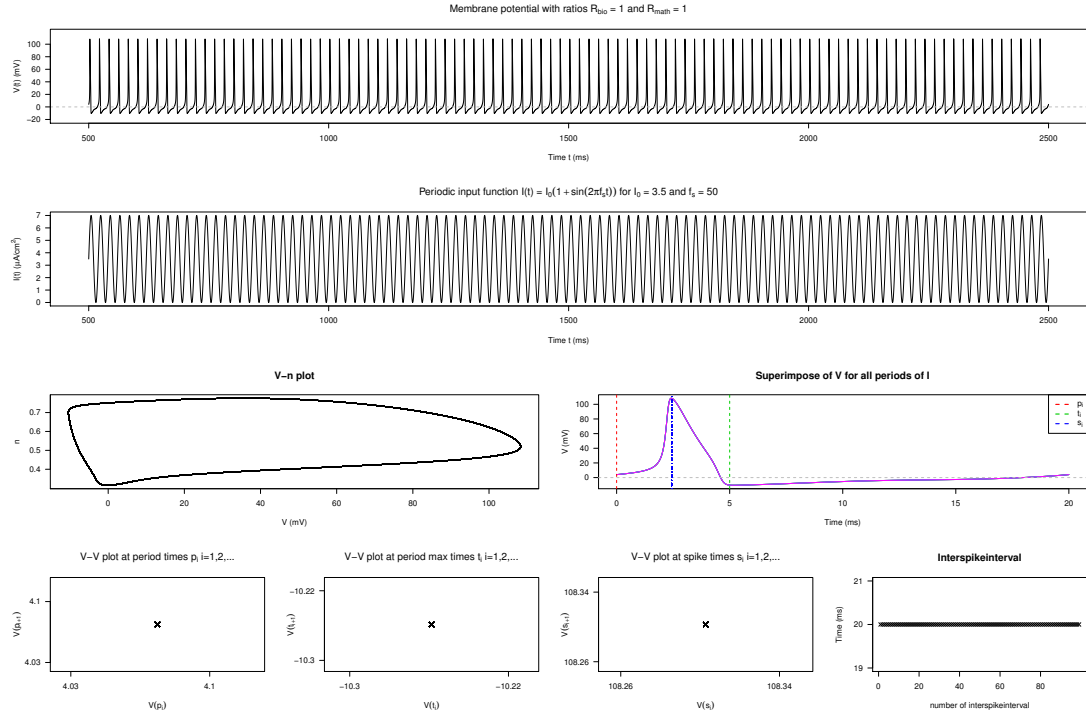 Membrane potential with ratios R_bio = 1 and R_math = 1
V(t) (mV)
100
80
60
40
20
0
−20
500
1000
1500
2000
2500
Time t (ms)
Periodic input function I(t) = I₀(1+sin(2πfₛt)) for I₀ = 3.5 and fₛ = 50
I(t) (μA/cm²)
7
6
5
4
3
2
1
0
500
1000
1500
2000
2500
Time t (ms)
V−n plot
n
0.7
0.6
0.5
0.4
0
20
40
60
80
100
V (mV)
Superimpose of V for all periods of I
V (mV)
100
80
60
40
20
0
pᵢ
tᵢ
sᵢ
0
5
10
15
20
Time (ms)
V−V plot at period times pᵢ i=1,2,...
V(pᵢ₊₁)
4.1
4.03
4.03
4.1
V(pᵢ)
V−V plot at period max times tᵢ i=1,2,...
V(tᵢ₊₁)
−10.22
−10.3
−10.3
−10.22
V(tᵢ)
V−V plot at spike times sᵢ i=1,2,...
V(sᵢ₊₁)
108.34
108.26
108.26
108.34
V(sᵢ)
Interspikeinterval
Time (ms)
21
20
19
0
20
40
60
80
number of interspikeinterval